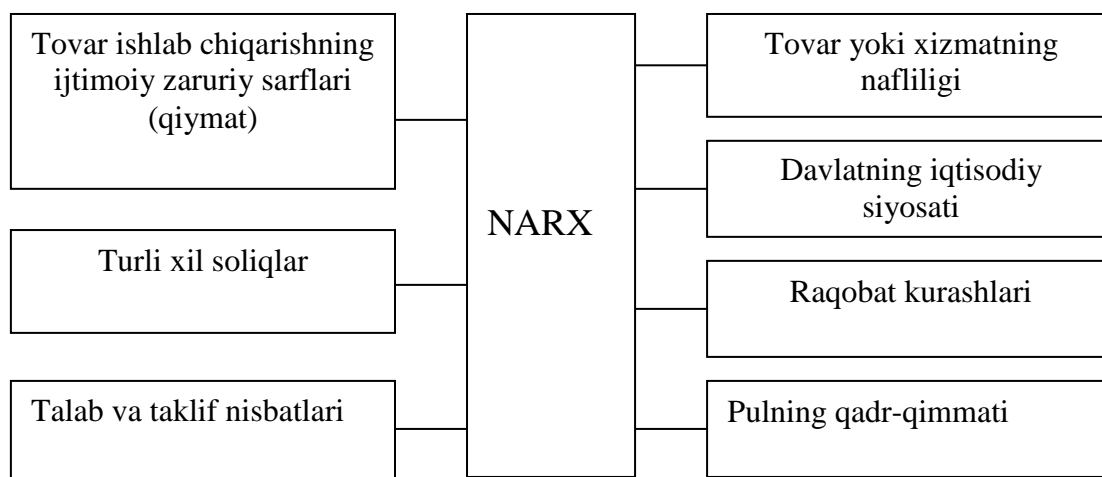 Tovar ishlab chiqarishning
ijtimoiy zaruriy sarflari
(qiymat)
Turli xil soliqlar
Talab va taklif nisbatlari
NARX
Tovar yoki xizmatning
nafliligi
Davlatning iqtisodiy
siyosati
Raqobat kurashlari
Pulning qadr-qimmati